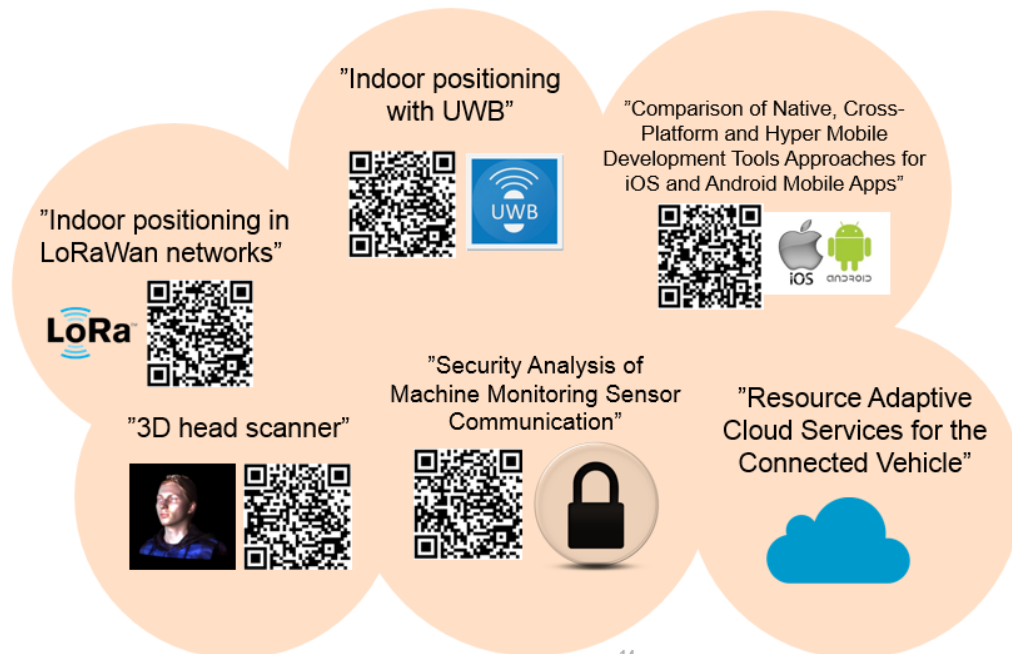 ”Indoor positioning
with UWB”
UWB
”Comparison of Native, Cross-
Platform and Hyper Mobile
Development Tools Approaches for
iOS and Android Mobile Apps”
iOS
ANDROID
”Indoor positioning in
LoRaWan networks”
LoRa™
”Security Analysis of
Machine Monitoring Sensor
Communication”
”3D head scanner”
”Resource Adaptive
Cloud Services for the
Connected Vehicle”